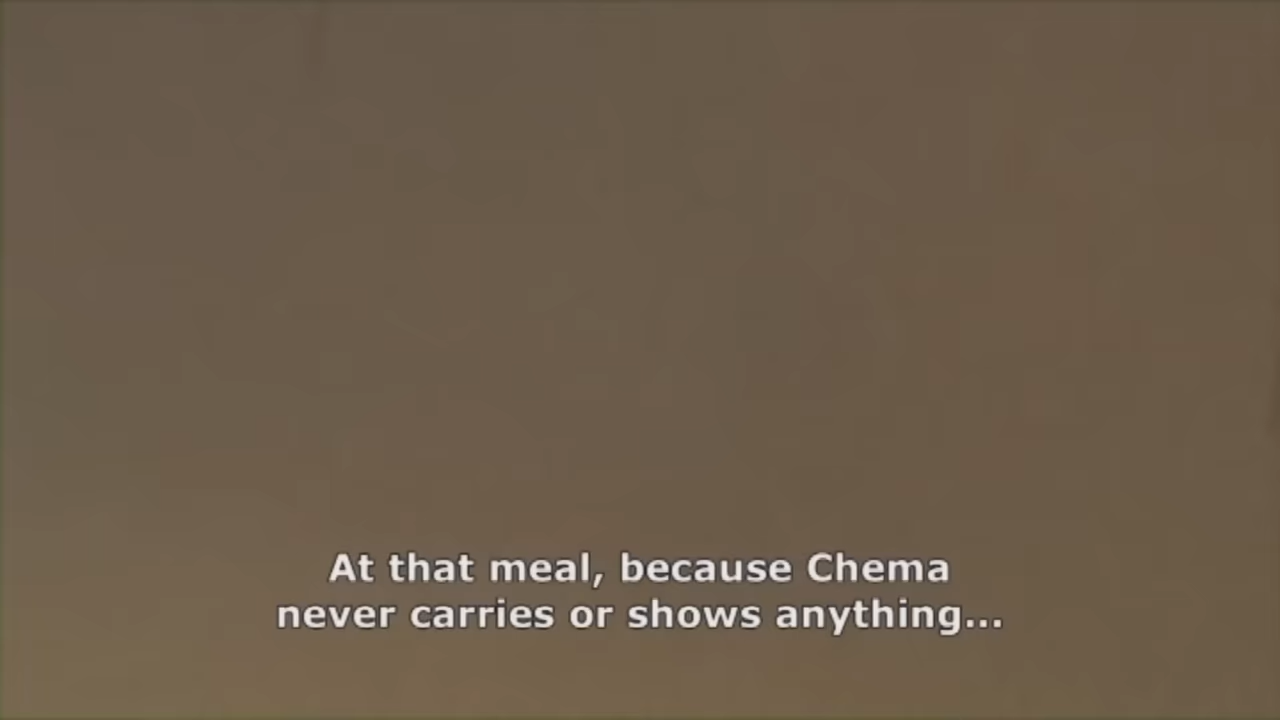 At that meal, because Chema
never carries or shows anything...